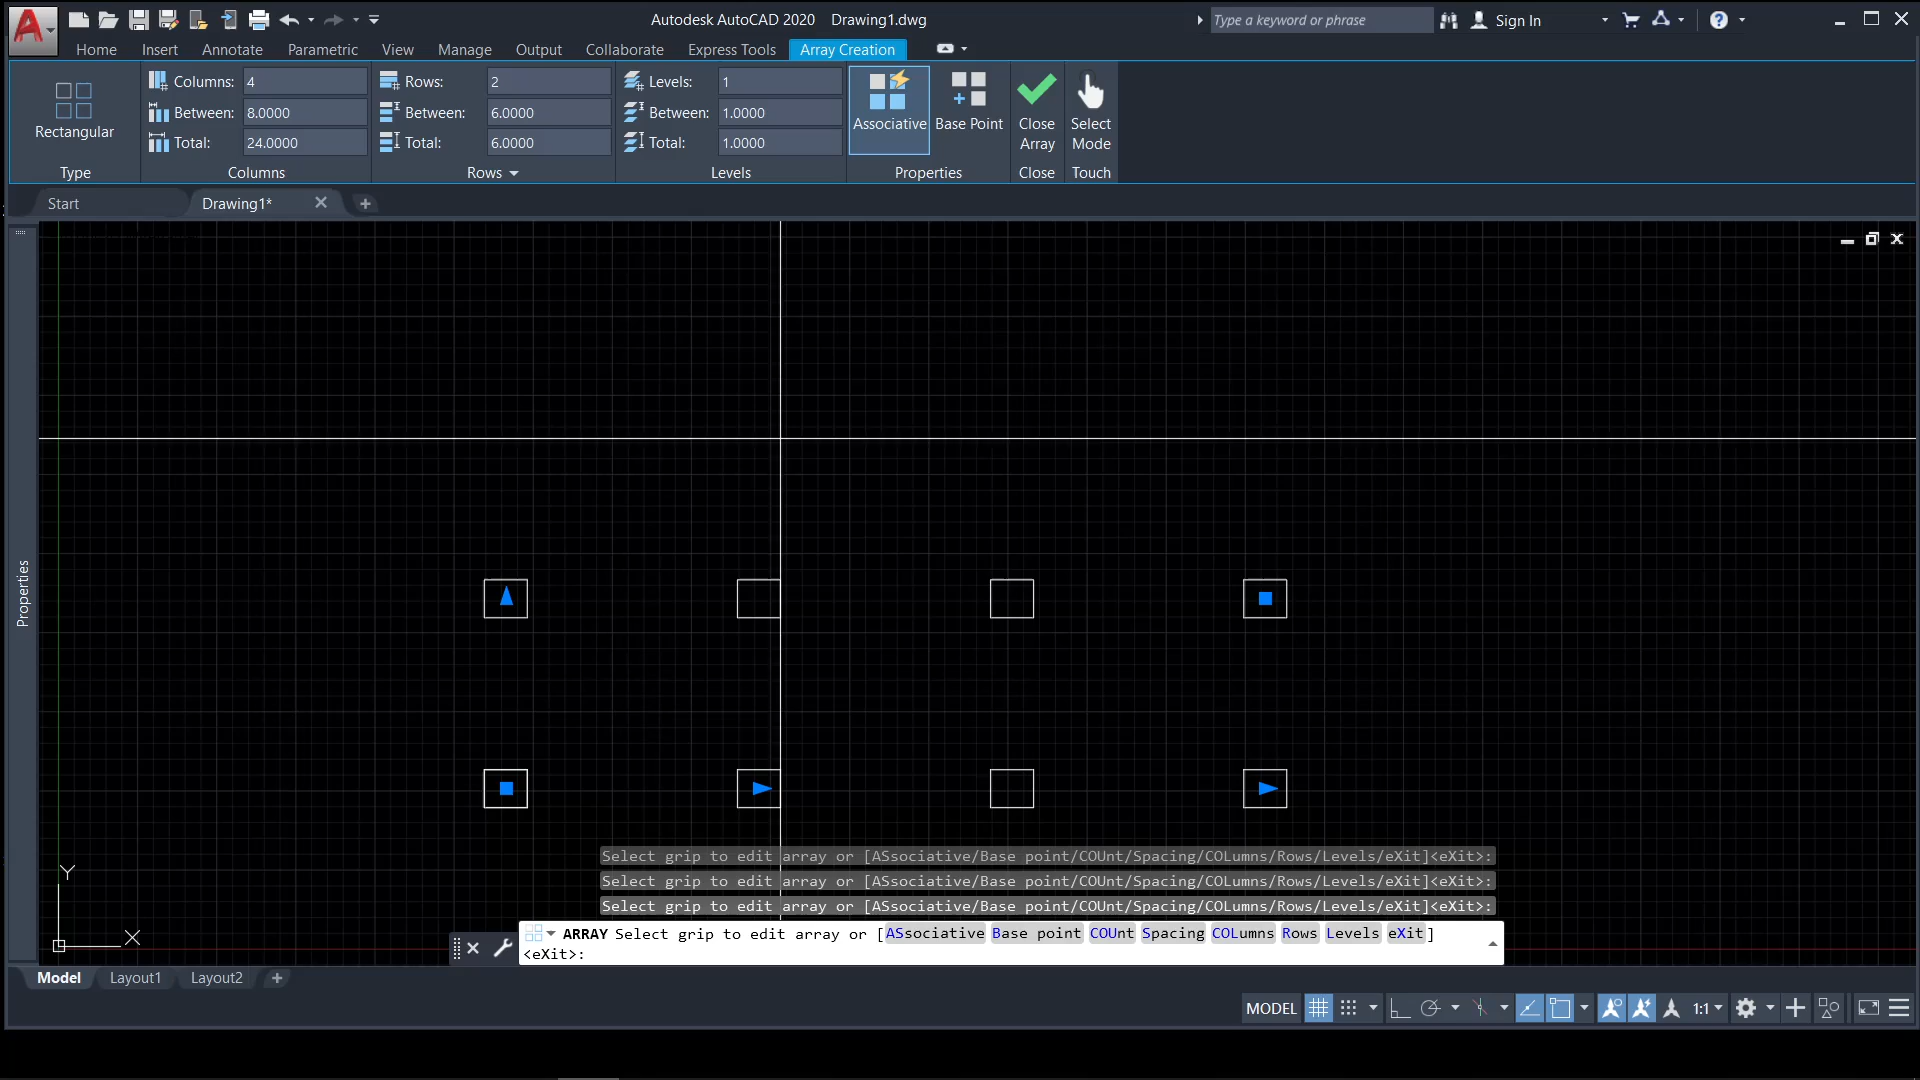 Autodesk AutoCAD 2020 Drawing1.dwg
Type a keyword or phrase
Sign In
Home Insert Annotate Parametric View Manage Output Collaborate Express Tools Array Creation
Rectangular
Type
Columns: 4
Between: 8.0000
Total: 24.0000
Columns
Rows: 2
Between: 6.0000
Total: 6.0000
Rows
Levels: 1
Between: 1.0000
Total: 1.0000
Levels
Associative
Base Point
Properties
Close
Array
Close
Select
Mode
Touch
Start
Drawing1*
Properties
Y
X
Select grip to edit array or [ASsociative/Base point/COUnt/Spacing/COLumns/Rows/Levels/eXit]<eXit>:
Select grip to edit array or [ASsociative/Base point/COUnt/Spacing/COLumns/Rows/Levels/eXit]<eXit>:
Select grip to edit array or [ASsociative/Base point/COUnt/Spacing/COLumns/Rows/Levels/eXit]<eXit>:
ARRAY Select grip to edit array or [ASsociative Base point COUnt Spacing COLumns Rows Levels eXit]
<eXit>:
Model Layout1 Layout2
MODEL
1:1